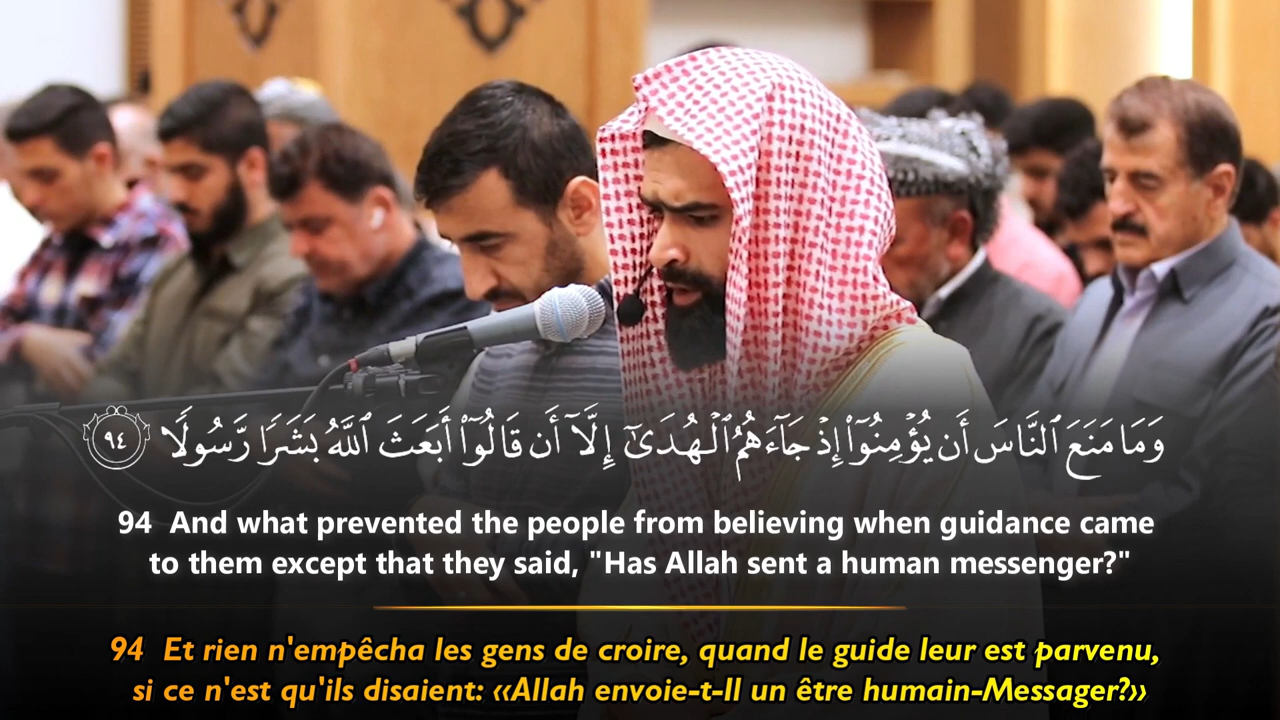 وَمَا مَنَعَ ٱلنَّاسَ أَن يُؤْمِنُوٓا۟ إِذْ جَآءَهُمُ ٱلْهُدَىٰٓ إِلَّآ أَن قَالُوٓا۟ أَبَعَثَ ٱللَّهُ بَشَرًا رَّسُولًا ٩٤
94 And what prevented the people from believing when guidance came
to them except that they said, "Has Allah sent a human messenger?"
94 Et rien n'empêcha les gens de croire, quand le guide leur est parvenu,
si ce n'est qu'ils disaient: «Allah envoie-t-Il un être humain-Messager?»